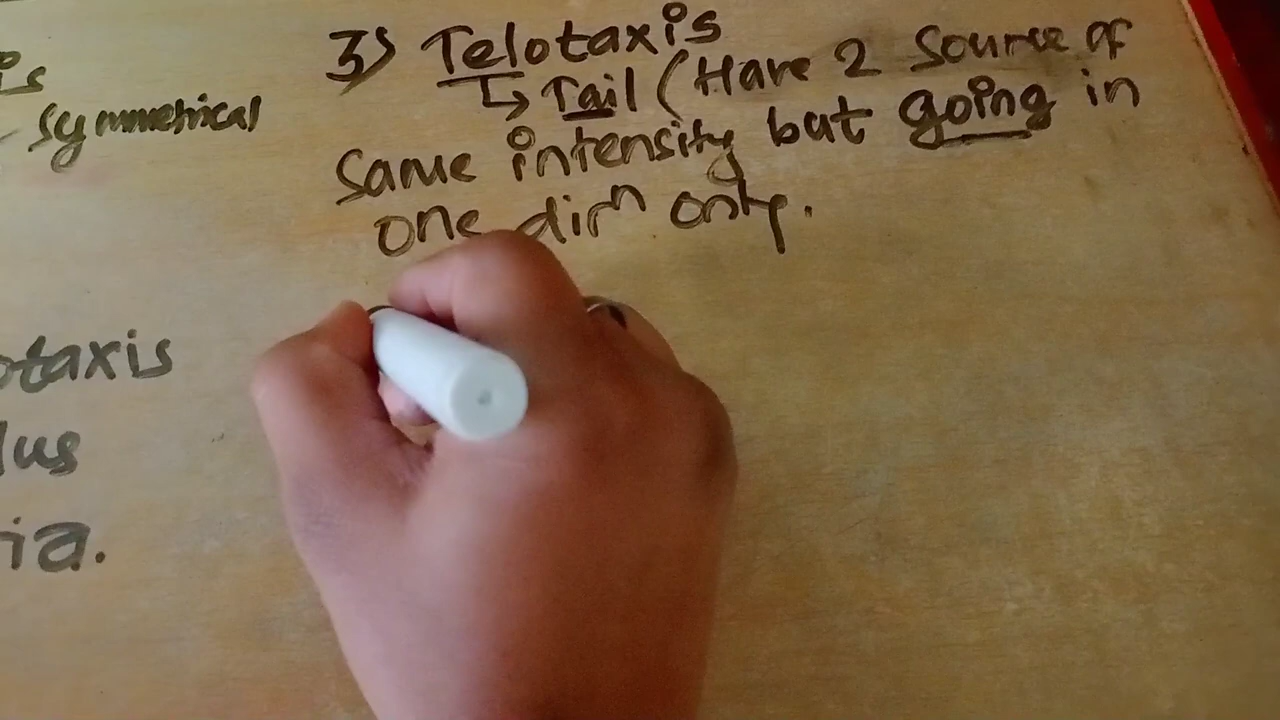 3) Telotaxis
↳ Tail (Have 2 source of
same intensity but going in
one dirn only.
is
symmetrical
otaxis
lus
ia.